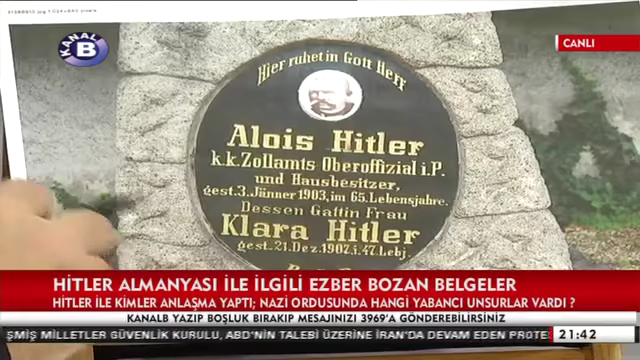 KANAL B
CANLI
Hier ruhet in Gott Herr
Alois Hitler
k.k. Zollamts Oberoffizial i.P.
und Hausbesitzer,
gest. 3. Jänner 1903, im 65. Lebensjahre.
Dessen Gattin Frau
Klara Hitler
gest. 21. Dez. 1907, i. 47. Lebj.
HİTLER ALMANYASI İLE İLGİLİ EZBER BOZAN BELGELER
HİTLER İLE KİMLER ANLAŞMA YAPTI; NAZİ ORDUSUNDA HANGİ YABANCI UNSURLAR VARDI ?
KANALB YAZIP BOŞLUK BIRAKIP MESAJINIZI 3969'A GÖNDEREBİLİRSİNİZ
ŞMİŞ MİLLETLER GÜVENLİK KURULU, ABD'NİN TALEBİ ÜZERİNE İRAN'DA DEVAM EDEN PROTE
21:42